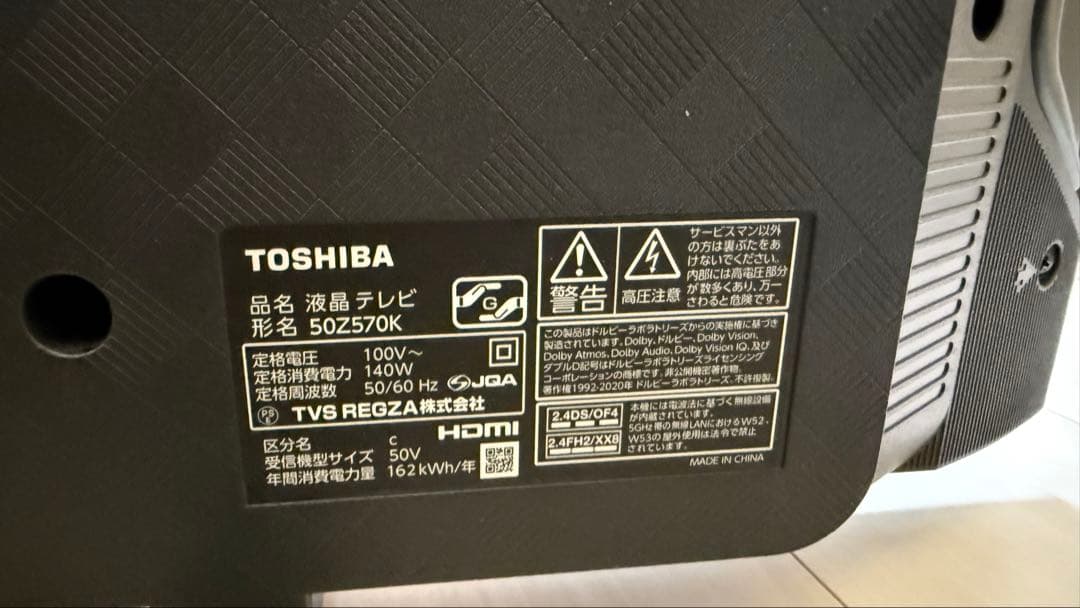 TOSHIBA
品名 液晶テレビ
形名 50Z570K
G
定格電圧 100V～
定格消費電力 140W
定格周波数 50/60 Hz
JQA
PS
E
TVS REGZA株式会社
HDMI
区分名 C
受信機型サイズ 50V
年間消費電力量 162kWh/年
警告
高圧注意
サービスマン以外
の方は裏ぶたをあ
けないでください。
内部には高電圧部分
が数多くあり、万一
さわると危険です。
この製品はドルビーラボラトリーズからの実施権に基づき
製造されています。Dolby、ドルビー、Dolby Vision、
Dolby Atmos、Dolby Audio、Dolby Vision IQ、及び
ダブルD記号はドルビーラボラトリーズライセンシング
コーポレーションの商標です。非公開機密著作物。
著作権1992-2020年 ドルビーラボラトリーズ。不許複製。
2.4DS/OF4
2.4FH2/XX8
本機には電波法に基づく無線設備
が内蔵されています。
5GHz帯の無線LANにおけるW52、
W53の屋外使用は法令で禁止
されています。
MADE IN CHINA